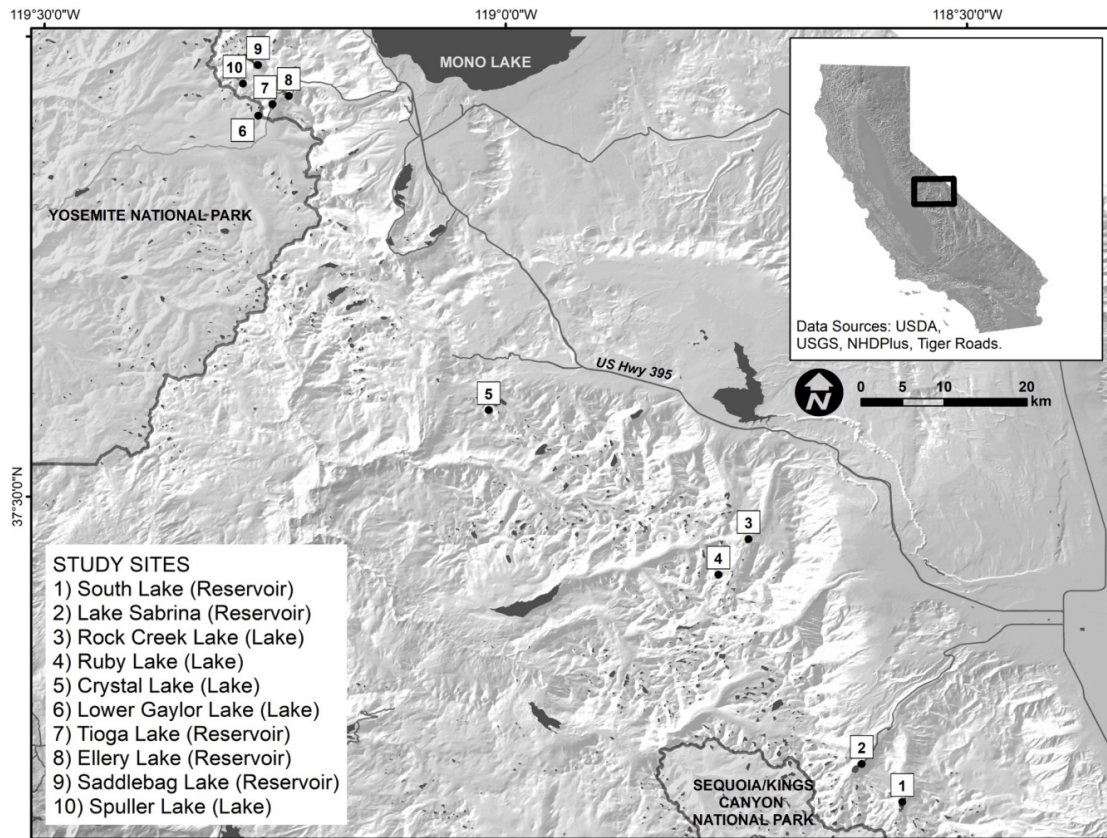 119°30'0"W
119°0'0"W
118°30'0"W
9
10
8
7
6
MONO LAKE
YOSEMITE NATIONAL PARK
Data Sources: USDA,
USGS, NHDPlus, Tiger Roads.
N
0 5 10 20
km
US Hwy 395
5
37°30'0"N
3
4
STUDY SITES
1) South Lake (Reservoir)
2) Lake Sabrina (Reservoir)
3) Rock Creek Lake (Lake)
4) Ruby Lake (Lake)
5) Crystal Lake (Lake)
6) Lower Gaylor Lake (Lake)
7) Tioga Lake (Reservoir)
8) Ellery Lake (Reservoir)
9) Saddlebag Lake (Reservoir)
10) Spuller Lake (Lake)
2
1
SEQUOIA/KINGS
CANYON
NATIONAL PARK